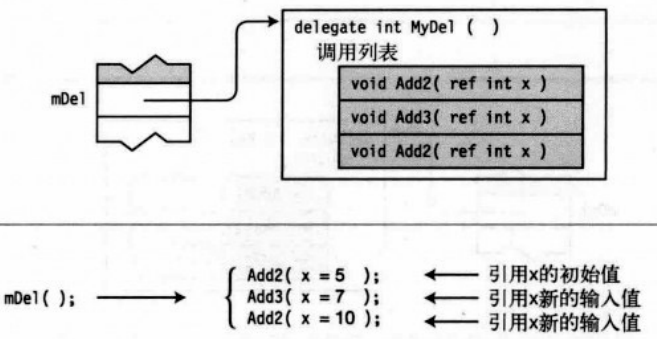 delegate int MyDel ( )
调用列表
mDel
void Add2( ref int x )
void Add3( ref int x )
void Add2( ref int x )
mDel( );
Add2( x = 5 ); 引用x的初始值
Add3( x = 7 ); 引用x新的输入值
Add2( x = 10 ); 引用x新的输入值